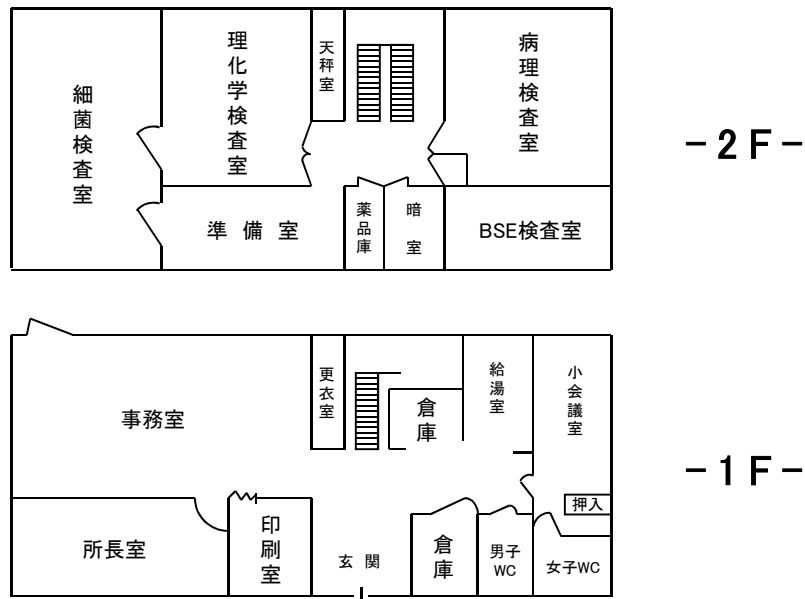 細菌検査室
理化学検査室
天秤室
病理検査室
準備室
薬品庫
暗室
BSE検査室
-2F-
事務室
更衣室
倉庫
給湯室
小会議室
押入
所長室
印刷室
玄関
倉庫
男子WC
女子WC
-1F-